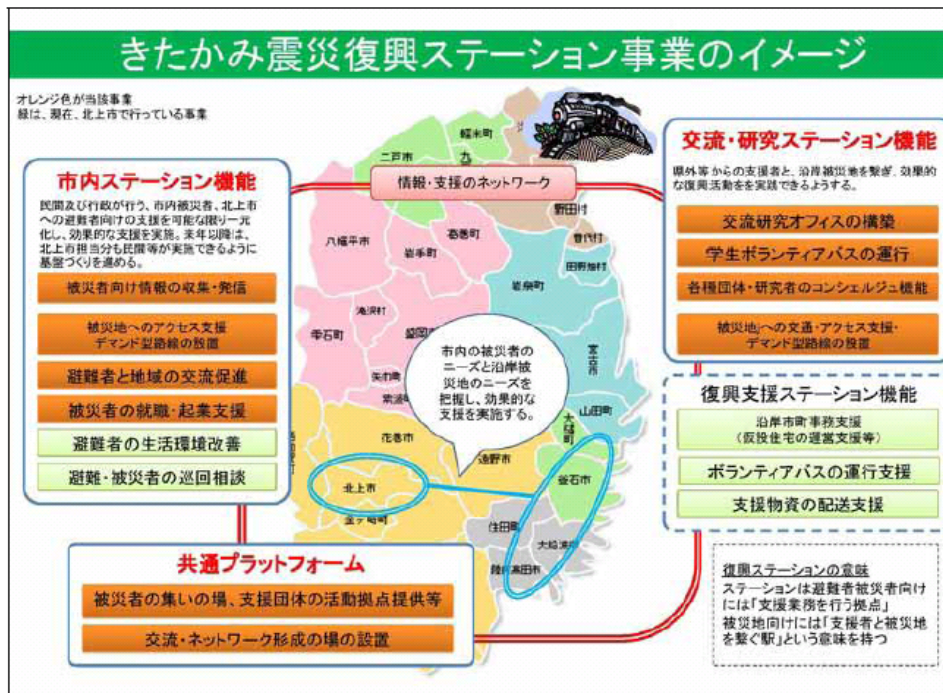 きたかみ震災復興ステーション事業のイメージ
オレンジ色が当該事業
緑は、現在、北上市で行っている事業
市内ステーション機能
民間及び行政が行う、市内被災者、北上市
への避難者向けの支援を可能な限り一元
化し、効果的な支援を実施。来年以降は、
北上市担当分も民間等が実施できるように
基盤づくりを進める。
被災者向け情報の収集・発信
被災地へのアクセス支援
デマンド型路線の設置
避難者と地域の交流促進
被災者の就職・起業支援
避難者の生活環境改善
避難・被災者の巡回相談
情報・支援のネットワーク
軽米町
二戸市
九
野田村
普代村
田野畑村
八幡平市
葛巻町
岩手町
岩泉町
滝沢村
雫石町
盛岡
宮古市
矢巾町
紫波
山田町
大槌町
花巻市
遠野市
釜石市
北上市
金ヶ崎町
住田町
大船渡市
陸前高田市
市内の被災者の
ニーズと沿岸被
災地のニーズを
把握し、効果的な
支援を実施する。
交流・研究ステーション機能
県外等からの支援者と、沿岸被災地を繋ぎ、効果的
な復興活動をを実践できるようする。
交流研究オフィスの構築
学生ボランティアバスの運行
各種団体・研究者のコンシェルジュ機能
被災地への交通・アクセス支援・
デマンド型路線の設置
復興支援ステーション機能
沿岸市町事務支援
(仮設住宅の運営支援等)
ボランティアバスの運行支援
支援物資の配送支援
共通プラットフォーム
被災者の集いの場、支援団体の活動拠点提供等
交流・ネットワーク形成の場の設置
復興ステーションの意味
ステーションは避難者被災者向け
には「支援業務を行う拠点」
被災地向けには「支援者と被災地
を繋ぐ駅」という意味を持つ